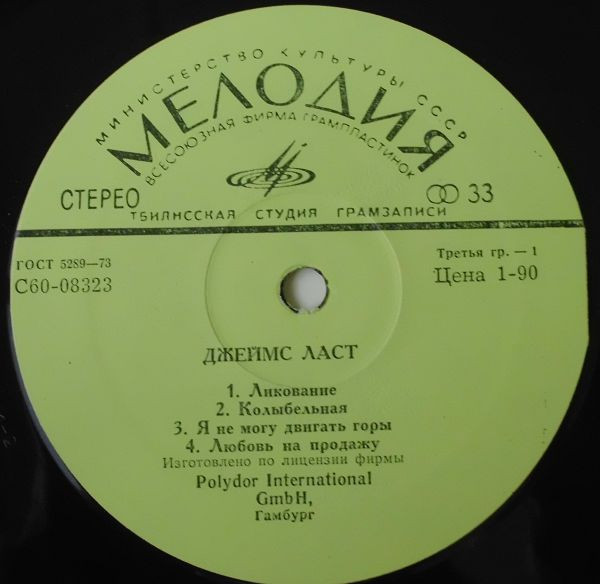 МИНИСТЕРСТВО КУЛЬТУРЫ СССР
МЕЛОДИЯ
ВСЕСОЮЗНАЯ ФИРМА ГРАМПЛАСТИНОК
СТЕРЕО 33
ТБИЛИССКАЯ СТУДИЯ ГРАМЗАПИСИ
ГОСТ 5289—73 Третья гр. — 1
С60-08323 Цена 1-90
ДЖЕЙМС ЛАСТ
1. Ликование
2. Колыбельная
3. Я не могу двигать горы
4. Любовь на продажу
Изготовлено по лицензии фирмы
Polydor International
GmbH,
Гамбург